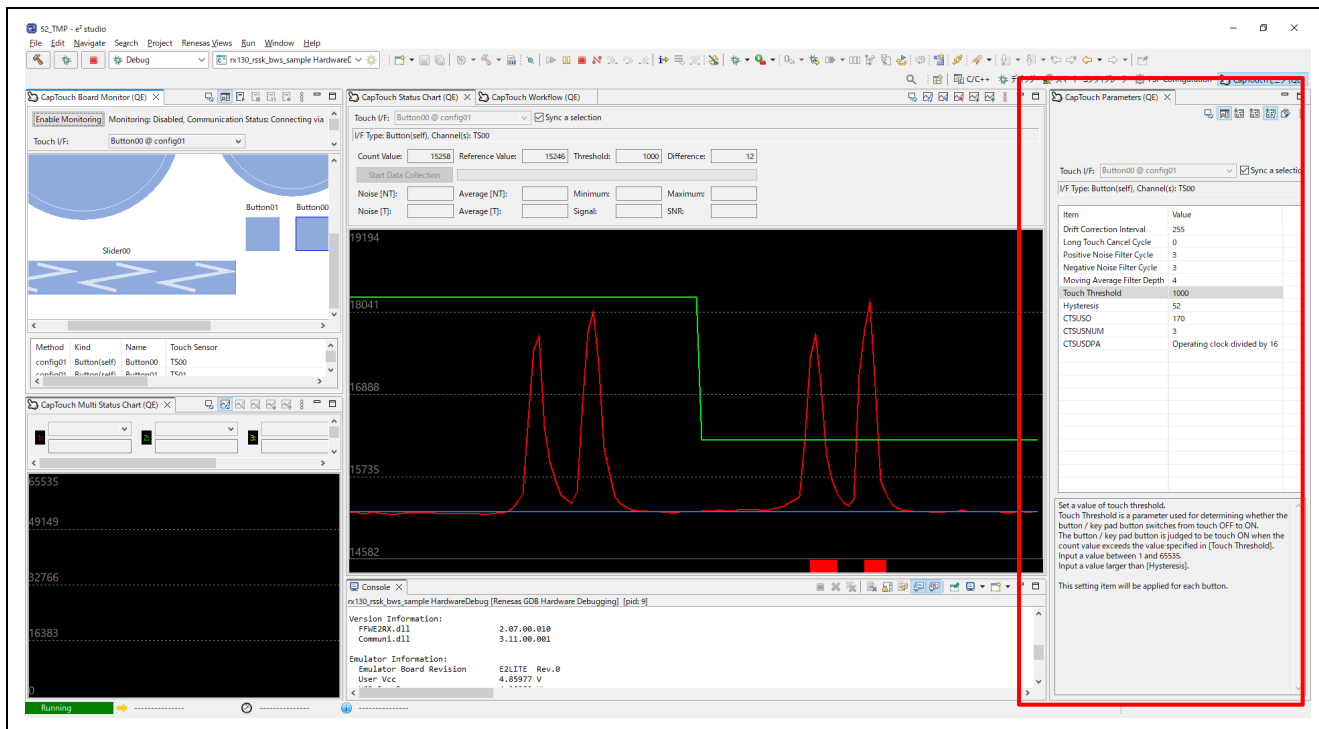 S2_TMP - e² studio
File Edit Navigate Search Project Renesas Views Run Window Help
Debug
rx130_rssk_bws_sample HardwareD
C/C++
CapTouch Board Monitor (QE)
Enable Monitoring Monitoring: Disabled, Communication Status: Connecting via
Touch I/F: Button00 @ config01
Button01 Button00
Slider00
Method Kind Name Touch Sensor
config01 Button(self) Button00 TS00
config01 Button(self) Button01 TS01
CapTouch Multi Status Chart (QE)
1: 2: 3:
65535
49149
32766
16383
0
CapTouch Status Chart (QE) CapTouch Workflow (QE)
Touch I/F: Button00 @ config01 Sync a selection
I/F Type: Button(self), Channel(s): TS00
Count Value: 15258 Reference Value: 15246 Threshold: 1000 Difference: 12
Start Data Collection
Noise [NT]: Average [NT]: Minimum: Maximum:
Noise [T]: Average [T]: Signal: SNR:
19194
18041
16888
15735
14582
Console
rx130_rssk_bws_sample HardwareDebug [Renesas GDB Hardware Debugging] [pid: 9]
Version Information:
FFWE2RX.dll 2.07.00.010
Communi.dll 3.11.00.001
Emulator Information:
Emulator Board Revision E2LITE Rev.0
User Vcc 4.85977 V
CapTouch Parameters (QE)
Touch I/F: Button00 @ config01 Sync a selectio
I/F Type: Button(self), Channel(s): TS00
Item Value
Drift Correction Interval 255
Long Touch Cancel Cycle 0
Positive Noise Filter Cycle 3
Negative Noise Filter Cycle 3
Moving Average Filter Depth 4
Touch Threshold 1000
Hysteresis 52
CTSUSO 170
CTSUSNUM 3
CTSUSDPA Operating clock divided by 16
Set a value of touch threshold.
Touch Threshold is a parameter used for determining whether the
button / key pad button switches from touch OFF to ON.
The button / key pad button is judged to be touch ON when the
count value exceeds the value specified in [Touch Threshold].
Input a value between 1 and 65535.
Input a value larger than [Hysteresis].
This setting item will be applied for each button.
Running --------------- --------------- ---------------